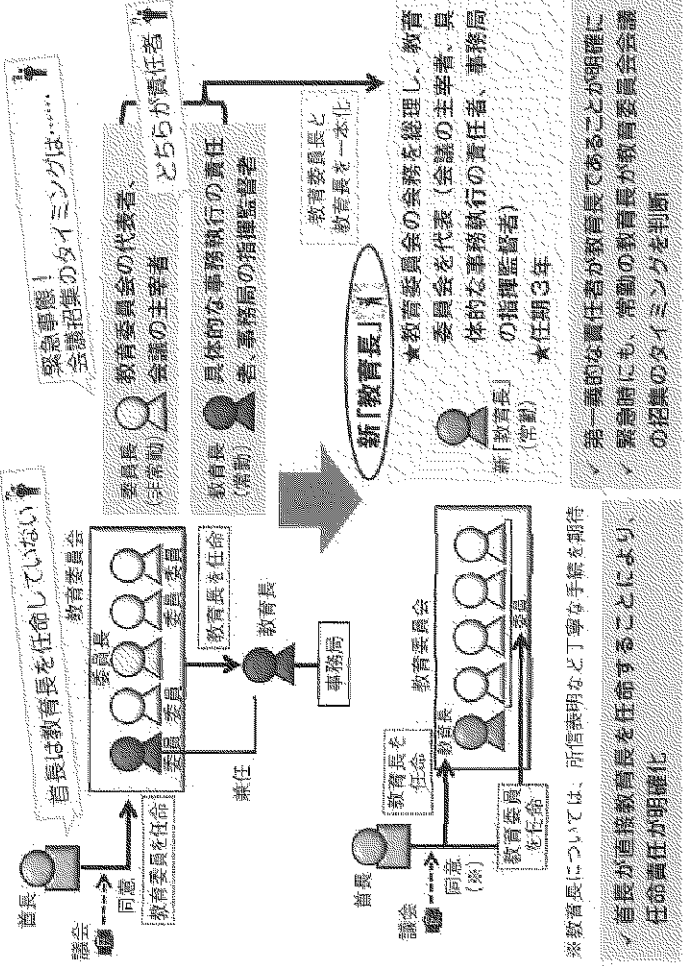 首長は教育長を任命していない
首長
議会
同意
教育委員を任命
教育委員会
委員長
委員 委員 委員 委員
教育長を任命
兼任
教育長
事務局
緊急事態!
会議招集のタイミングは……
委員長
(非常勤)
教育委員会の代表者、
会議の主宰者
教育長
(常勤)
具体的な事務執行の責任
者、事務局の指揮監督者
どちらが責任者
教育委員長と
教育長を一本化
首長
議会
同意
(※)
教育長を
任命
教育委員
を任命
教育委員会
教育長
委員
※教育長については、所信表明など丁寧な手続を期待
✓ 首長が直接教育長を任命することにより、
任命責任が明確化
新「教育長」
新「教育長」
(常勤)
★教育委員会の会務を総理し、教育
委員会を代表(会議の主宰者、具
体的な事務執行の責任者、事務局
の指揮監督者)
★任期3年
✓ 第一義的な責任者が教育長であることが明確に
✓ 緊急時にも、常勤の教育長が教育委員会会議
の招集のタイミングを判断